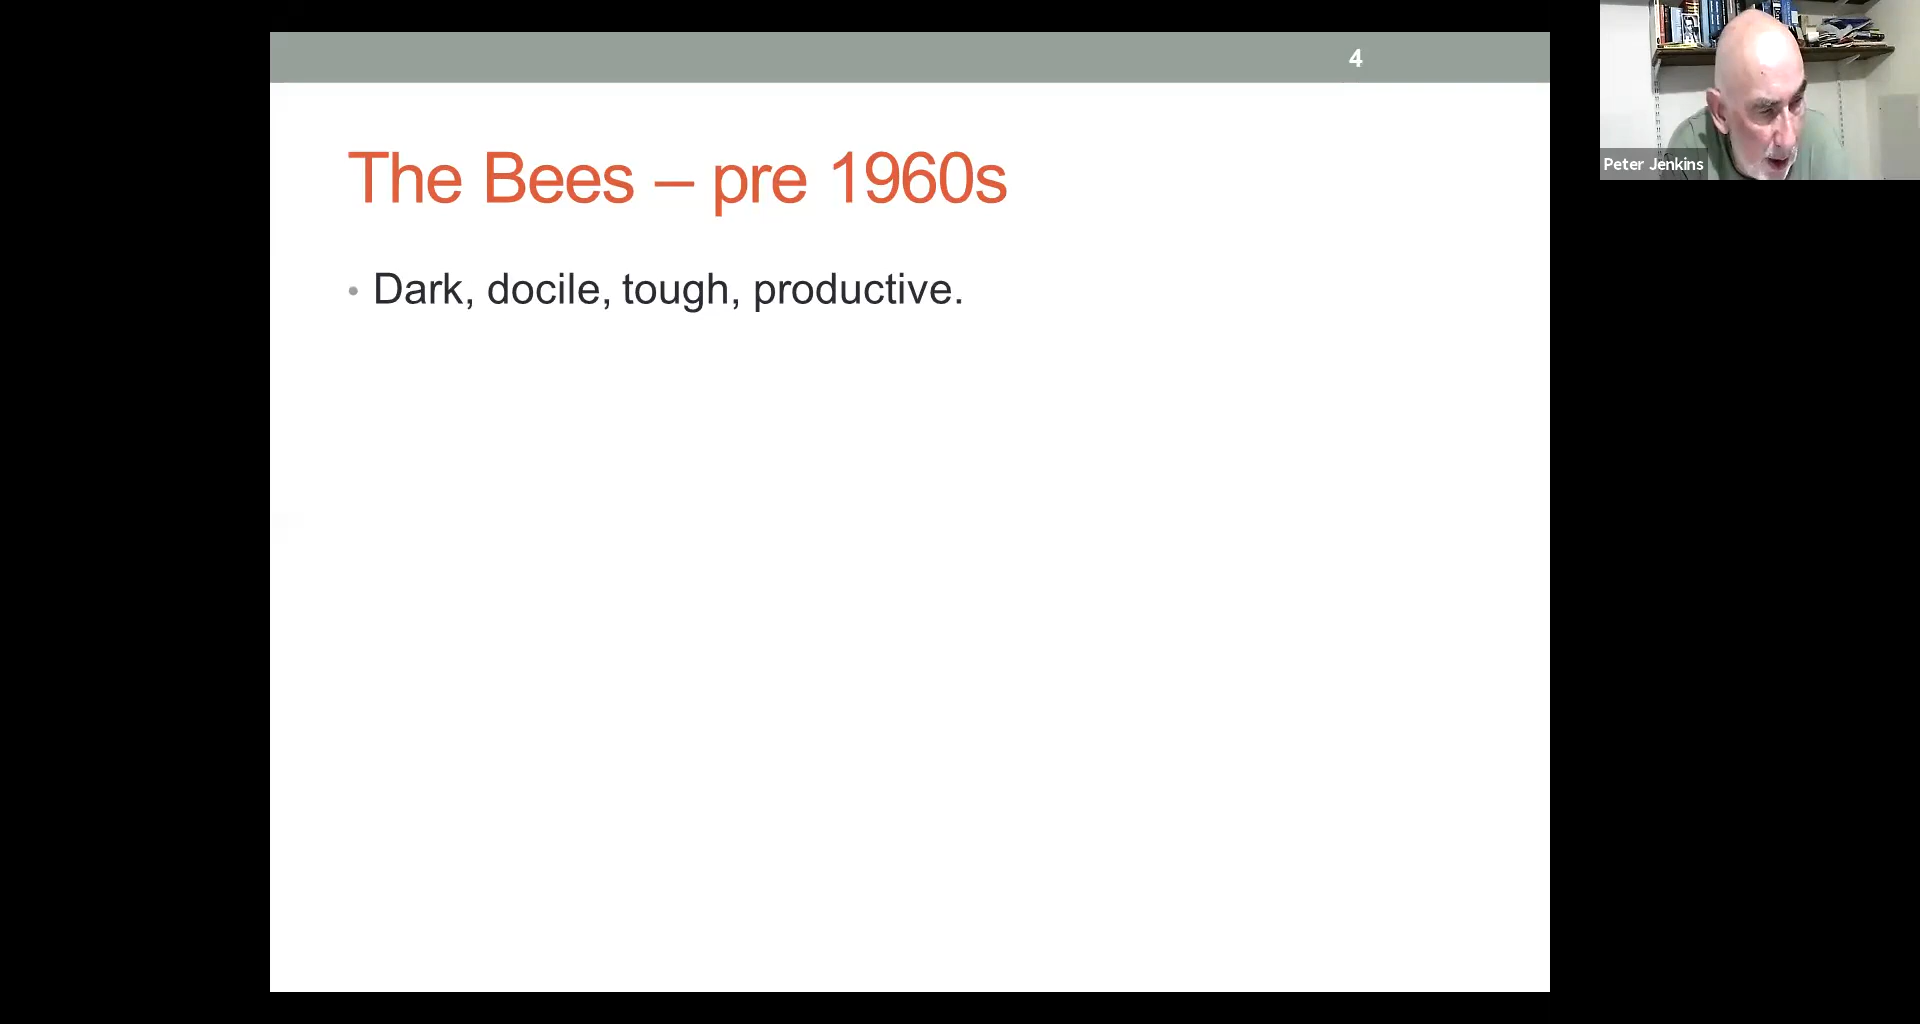 4
The Bees – pre 1960s
• Dark, docile, tough, productive.
Peter Jenkins